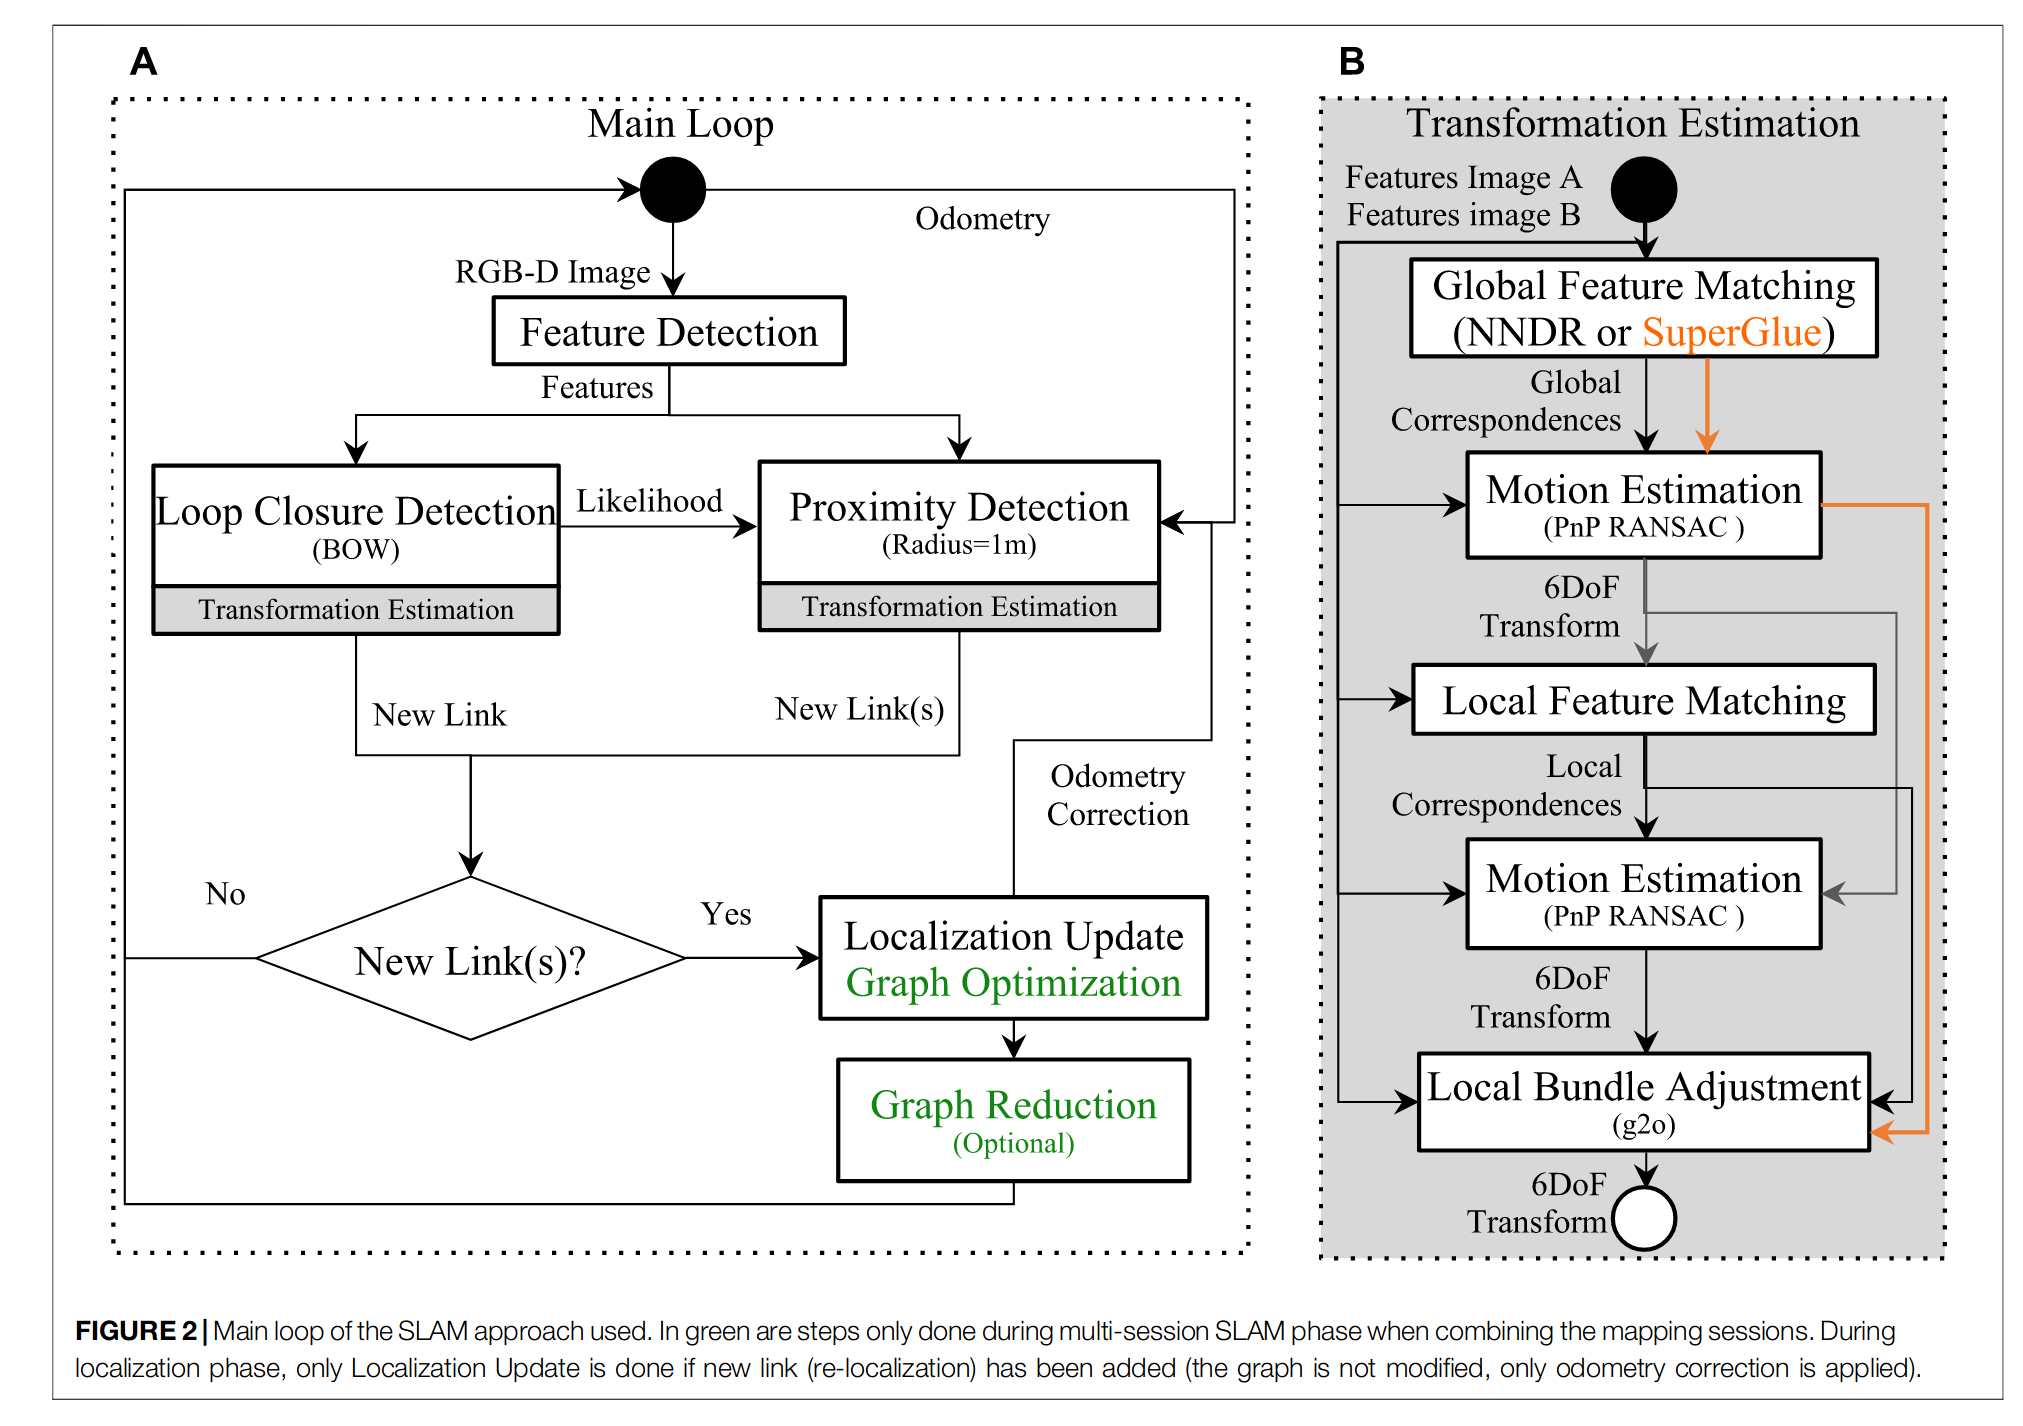 A
Main Loop
Odometry
RGB-D Image
Feature Detection
Features
Loop Closure Detection
(BOW)
Transformation Estimation
Likelihood
Proximity Detection
(Radius=1m)
Transformation Estimation
New Link
New Link(s)
Odometry
Correction
No
New Link(s)?
Yes
Localization Update
Graph Optimization
Graph Reduction
(Optional)
B
Transformation Estimation
Features Image A
Features image B
Global Feature Matching
(NNDR or SuperGlue)
Global
Correspondences
Motion Estimation
(PnP RANSAC )
6DoF
Transform
Local Feature Matching
Local
Correspondences
Motion Estimation
(PnP RANSAC )
6DoF
Transform
Local Bundle Adjustment
(g2o)
6DoF
Transform
FIGURE 2 | Main loop of the SLAM approach used. In green are steps only done during multi-session SLAM phase when combining the mapping sessions. During
localization phase, only Localization Update is done if new link (re-localization) has been added (the graph is not modified, only odometry correction is applied).